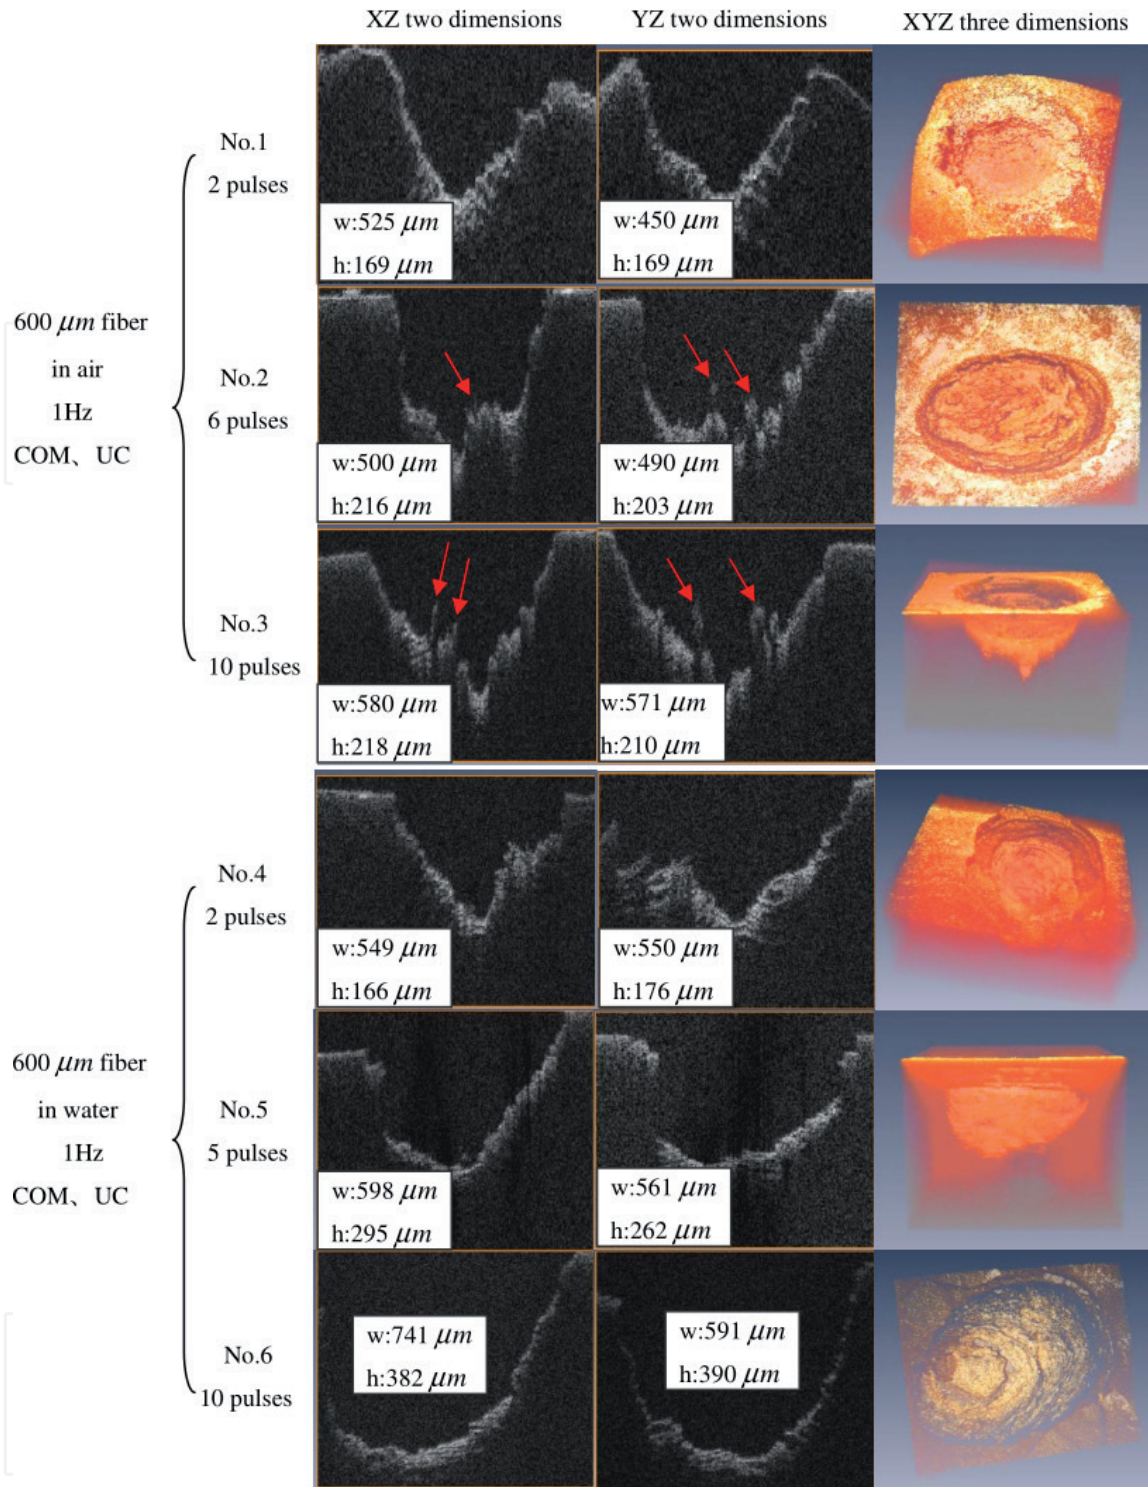 XZ two dimensions
YZ two dimensions
XYZ three dimensions
600 μm fiber
in air
1Hz
COM、UC
No.1
2 pulses
w:525 μm
h:169 μm
w:450 μm
h:169 μm
No.2
6 pulses
w:500 μm
h:216 μm
w:490 μm
h:203 μm
No.3
10 pulses
w:580 μm
h:218 μm
w:571 μm
h:210 μm
600 μm fiber
in water
1Hz
COM、UC
No.4
2 pulses
w:549 μm
h:166 μm
w:550 μm
h:176 μm
No.5
5 pulses
w:598 μm
h:295 μm
w:561 μm
h:262 μm
No.6
10 pulses
w:741 μm
h:382 μm
w:591 μm
h:390 μm